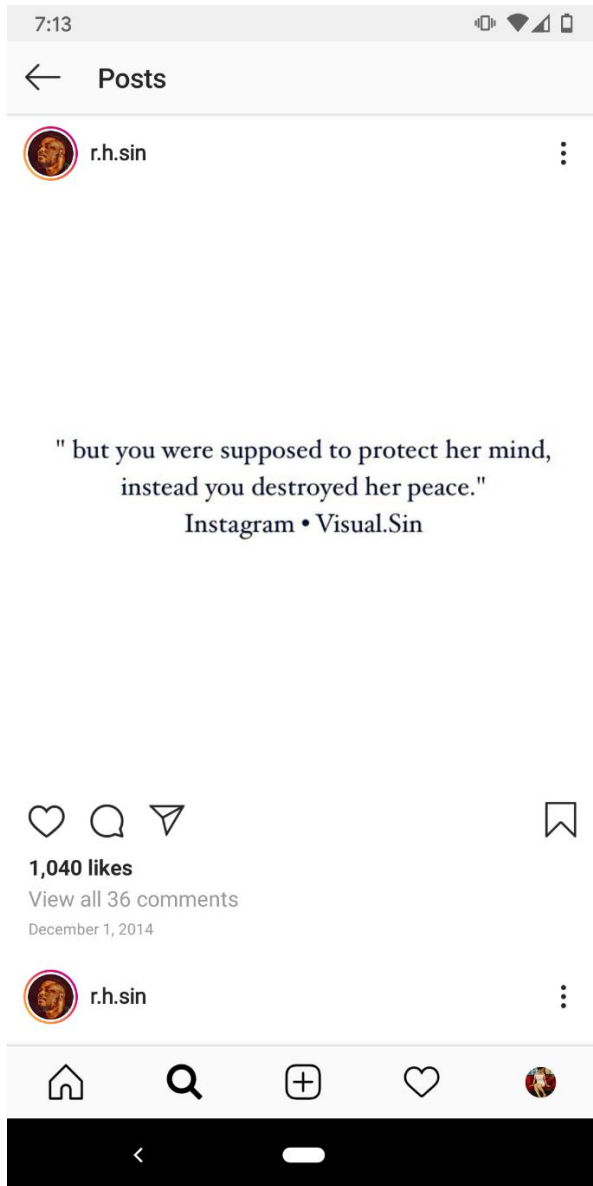 7:13
Posts
r.h.sin
" but you were supposed to protect her mind,
instead you destroyed her peace."
Instagram • Visual.Sin
1,040 likes
View all 36 comments
December 1, 2014
r.h.sin